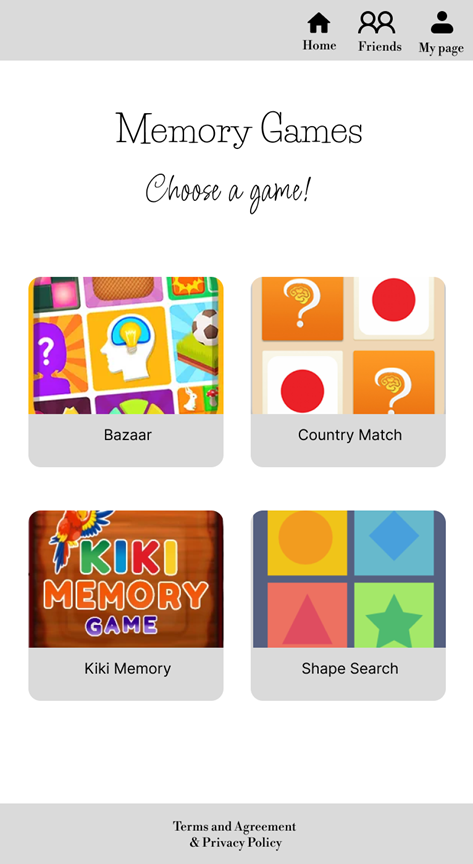 Home
Friends
My page
Memory Games
Choose a game!
?
?
?
Bazaar
Country Match
KIKI
MEMORY
GAME
Kiki Memory
Shape Search
Terms and Agreement
& Privacy Policy